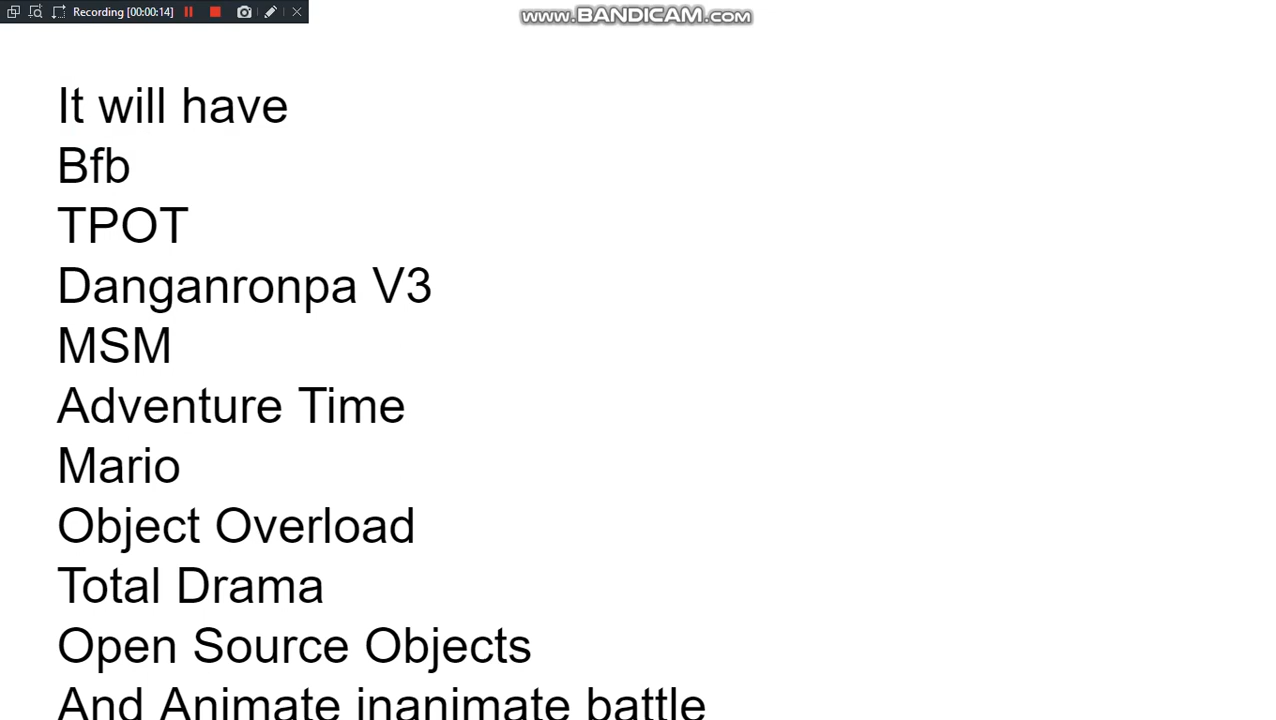 Recording [00:00:14]
www.BANDICAM.com
It will have
Bfb
TPOT
Danganronpa V3
MSM
Adventure Time
Mario
Object Overload
Total Drama
Open Source Objects
And Animate inanimate battle